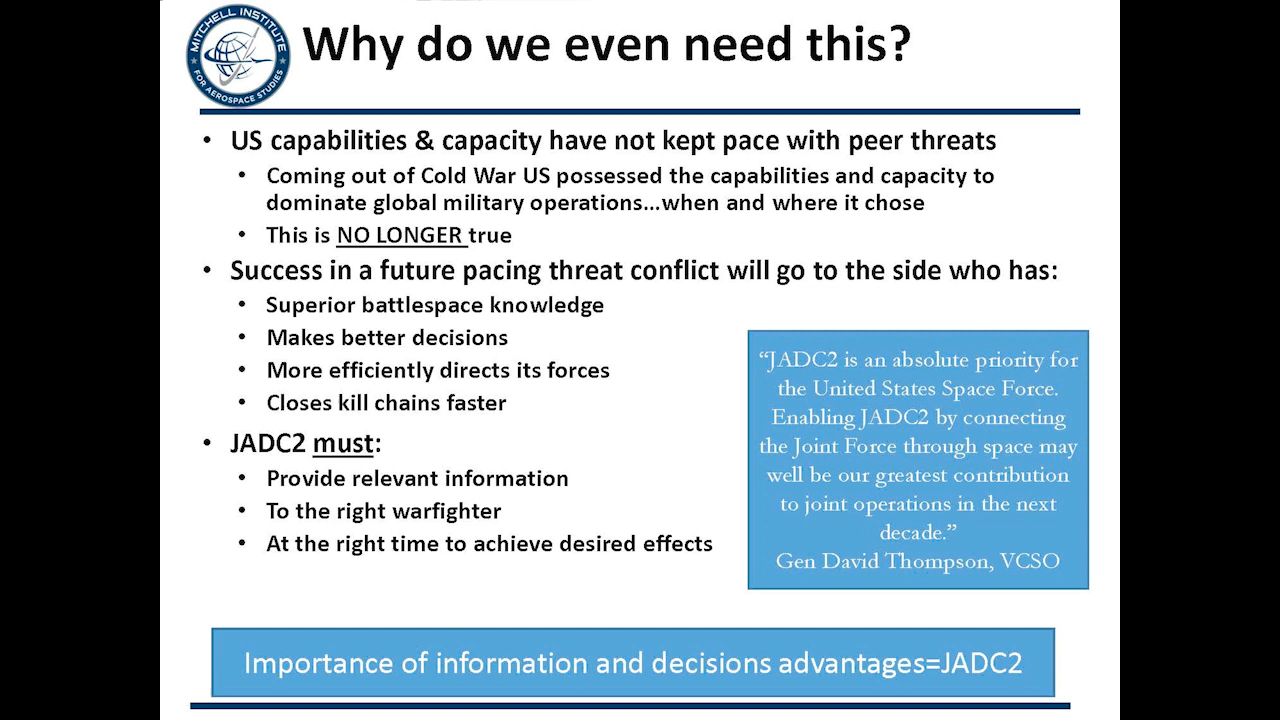 MITCHELL INSTITUTE
FOR AEROSPACE STUDIES
Why do we even need this?
• US capabilities & capacity have not kept pace with peer threats
• Coming out of Cold War US possessed the capabilities and capacity to
dominate global military operations…when and where it chose
• This is NO LONGER true
• Success in a future pacing threat conflict will go to the side who has:
• Superior battlespace knowledge
• Makes better decisions
• More efficiently directs its forces
• Closes kill chains faster
• JADC2 must:
• Provide relevant information
• To the right warfighter
• At the right time to achieve desired effects
“JADC2 is an absolute priority for
the United States Space Force.
Enabling JADC2 by connecting
the Joint Force through space may
well be our greatest contribution
to joint operations in the next
decade.”
Gen David Thompson, VCSO
Importance of information and decisions advantages=JADC2